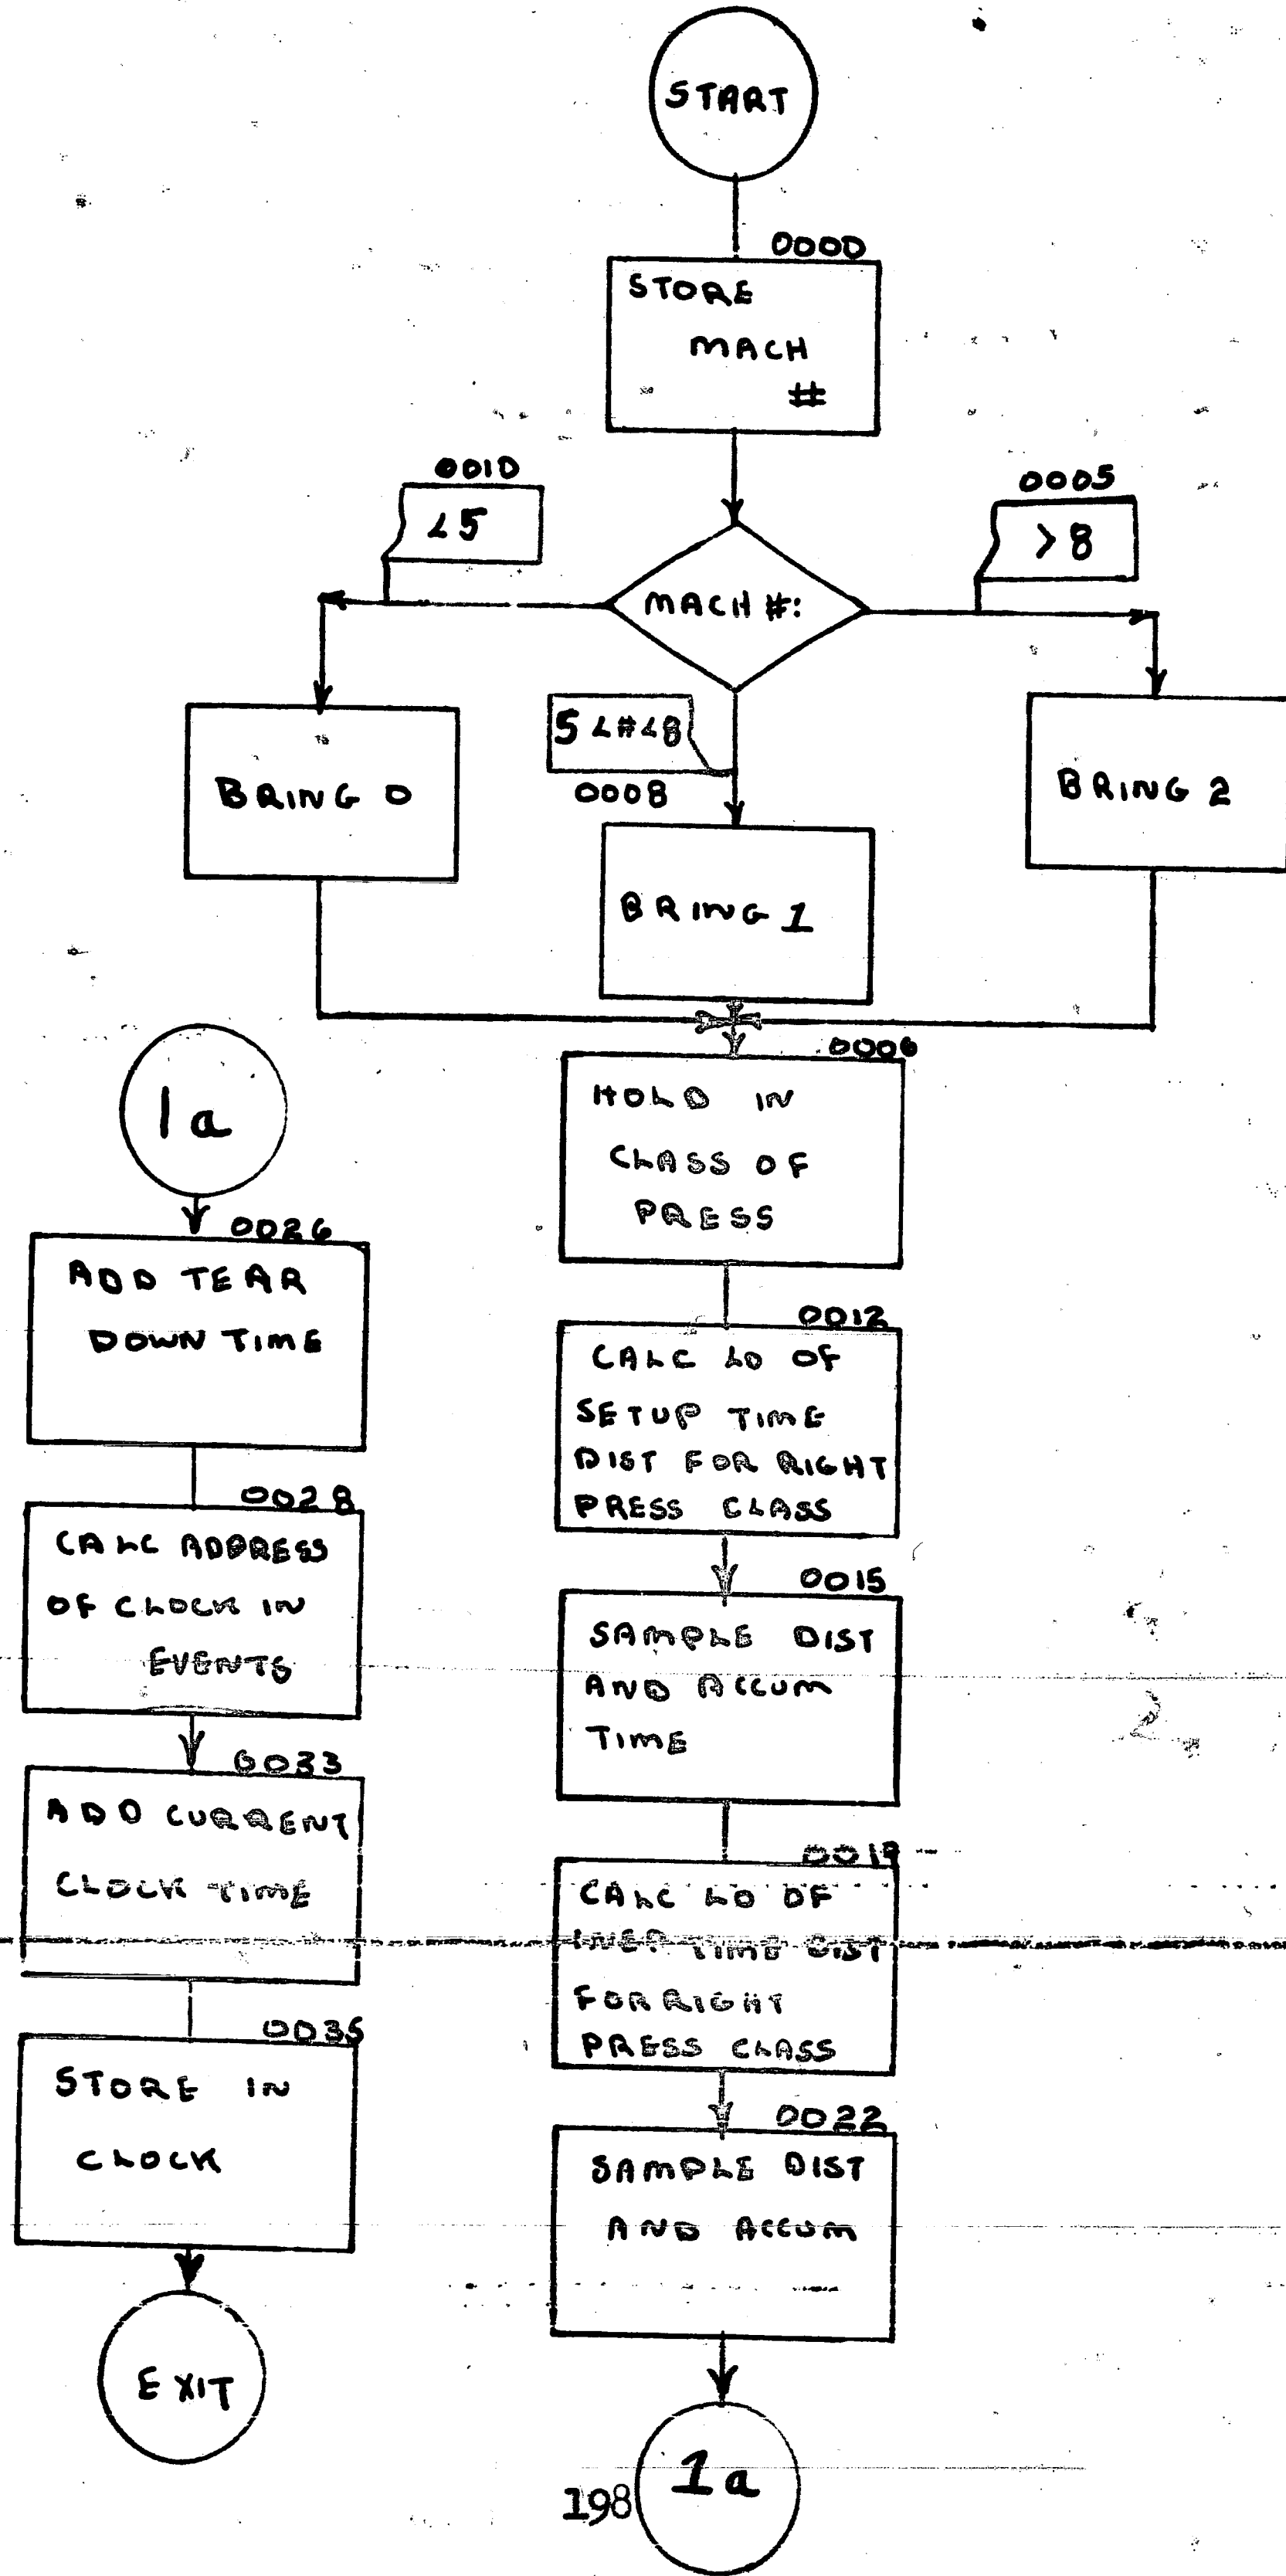 START
0000
STORE
MACH
#
0010
<5
0005
>8
MACH #:
5<#<8
0008
BRING 0
BRING 1
BRING 2
0006
HOLD IN
CLASS OF
PRESS
0012
CALC LO OF
SETUP TIME
DIST FOR RIGHT
PRESS CLASS
0015
SAMPLE DIST
AND ACCUM
TIME
0019
CALC LO OF
TIME DIST
FOR RIGHT
PRESS CLASS
0022
SAMPLE DIST
AND ACCUM
1a
1a
0026
ADD TEAR
DOWN TIME
0028
CALC ADDRESS
OF CLOCK IN
EVENTS
0033
ADD CURRENT
CLOCK TIME
0035
STORE IN
CLOCK
EXIT
198